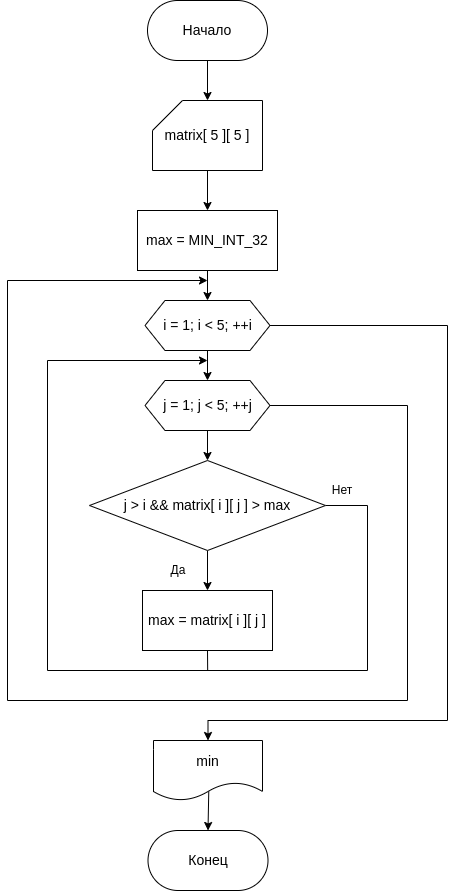 Начало
matrix[ 5 ][ 5 ]
max = MIN_INT_32
i = 1; i < 5; ++i
j = 1; j < 5; ++j
Нет
j > i && matrix[ i ][ j ] > max
Да
max = matrix[ i ][ j ]
min
Конец